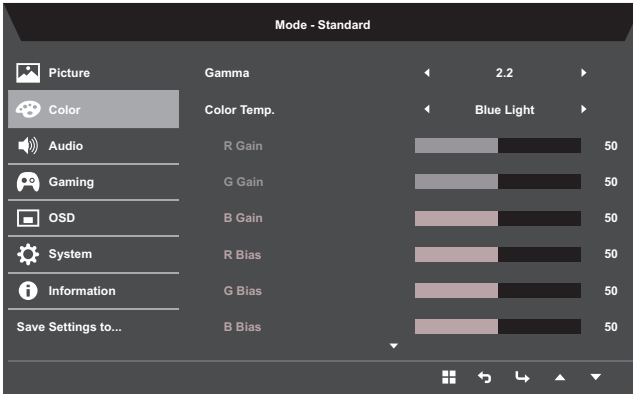 Mode - Standard
Picture
Gamma 2.2
Color
Color Temp. Blue Light
Audio
R Gain 50
Gaming
G Gain 50
OSD
B Gain 50
System
R Bias 50
Information
G Bias 50
Save Settings to...
B Bias 50